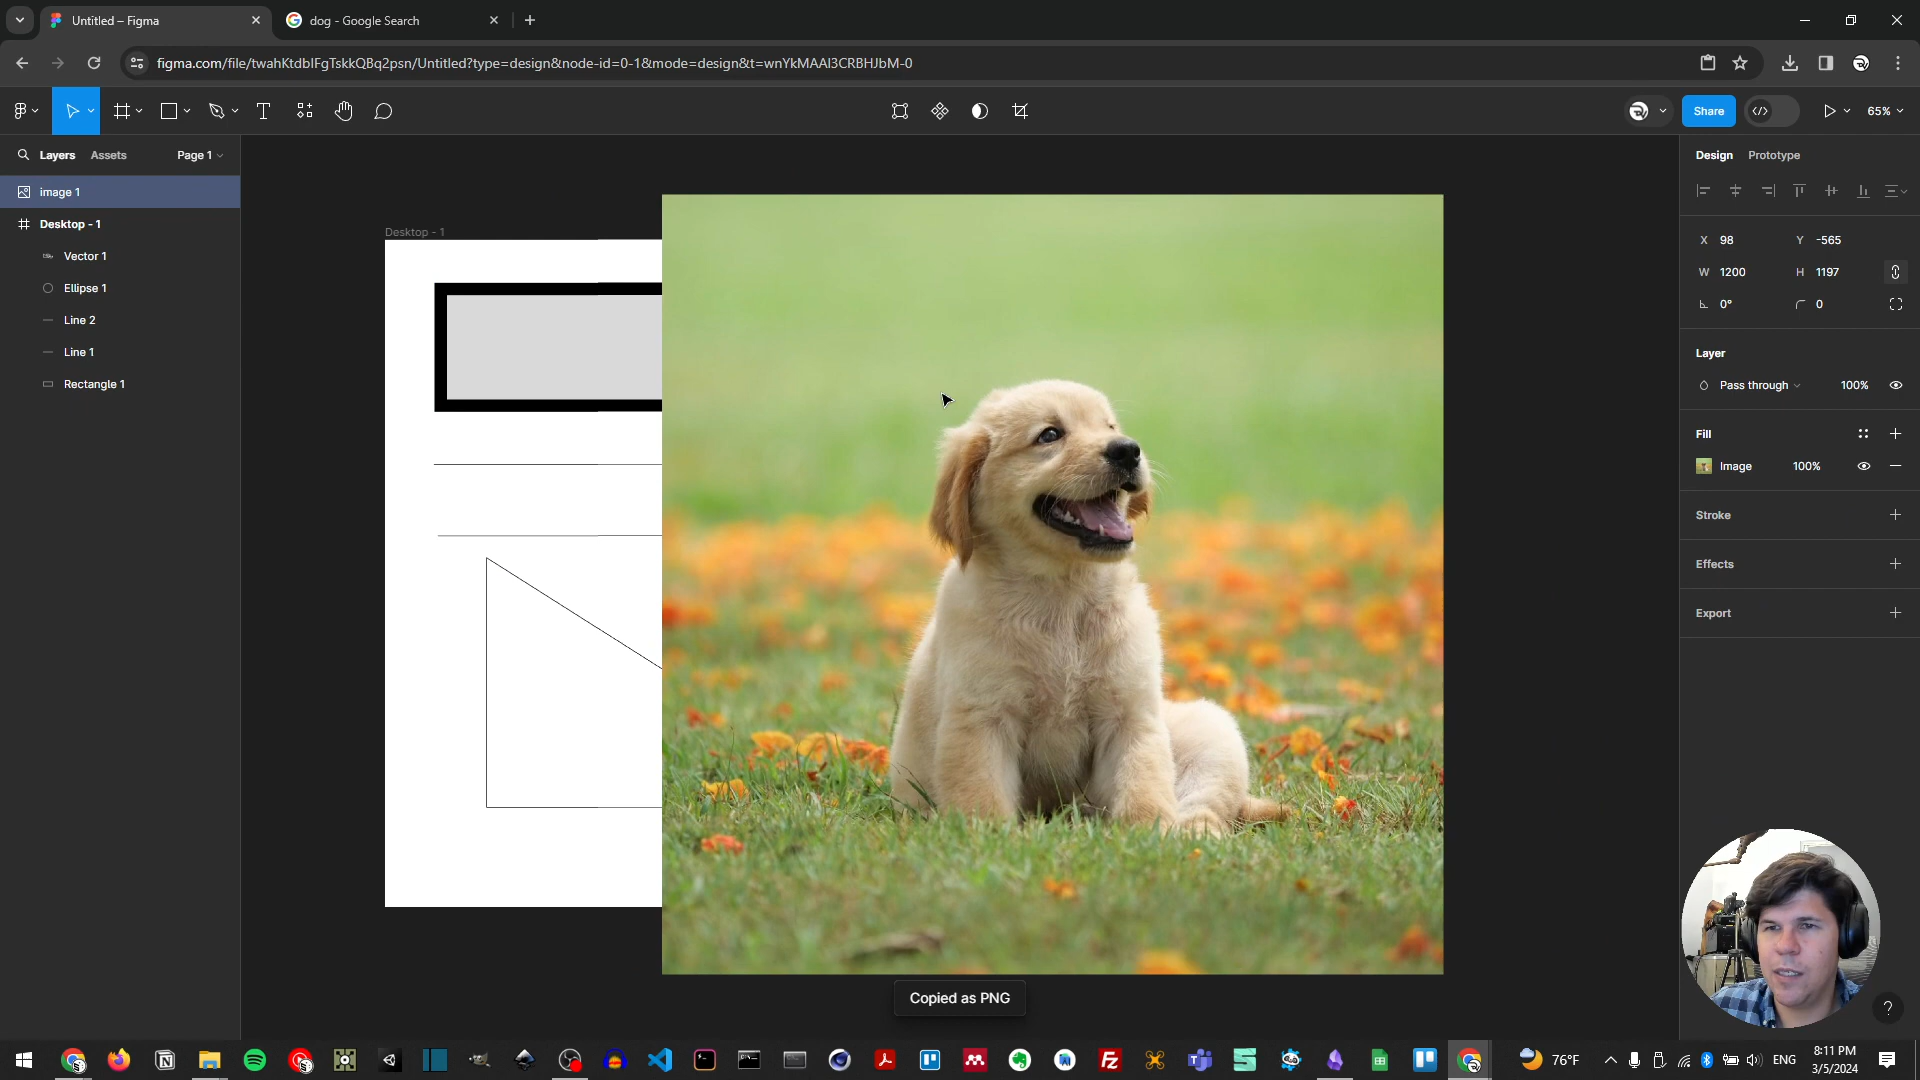 Untitled – Figma
dog - Google Search
figma.com/file/twahKtdbIFgTskkQBq2psn/Untitled?type=design&node-id=0-1&mode=design&t=wnYkMAAI3CRBHJbM-0
Share
65%
Layers
Assets
Page 1
Design
Prototype
image 1
Desktop - 1
Vector 1
Ellipse 1
Line 2
Line 1
Rectangle 1
Desktop - 1
X 98
Y -565
W 1200
H 1197
0°
0
Layer
Pass through
100%
Fill
Image
100%
Stroke
Effects
Export
Copied as PNG
?
76°F
ENG
8:11 PM
3/5/2024